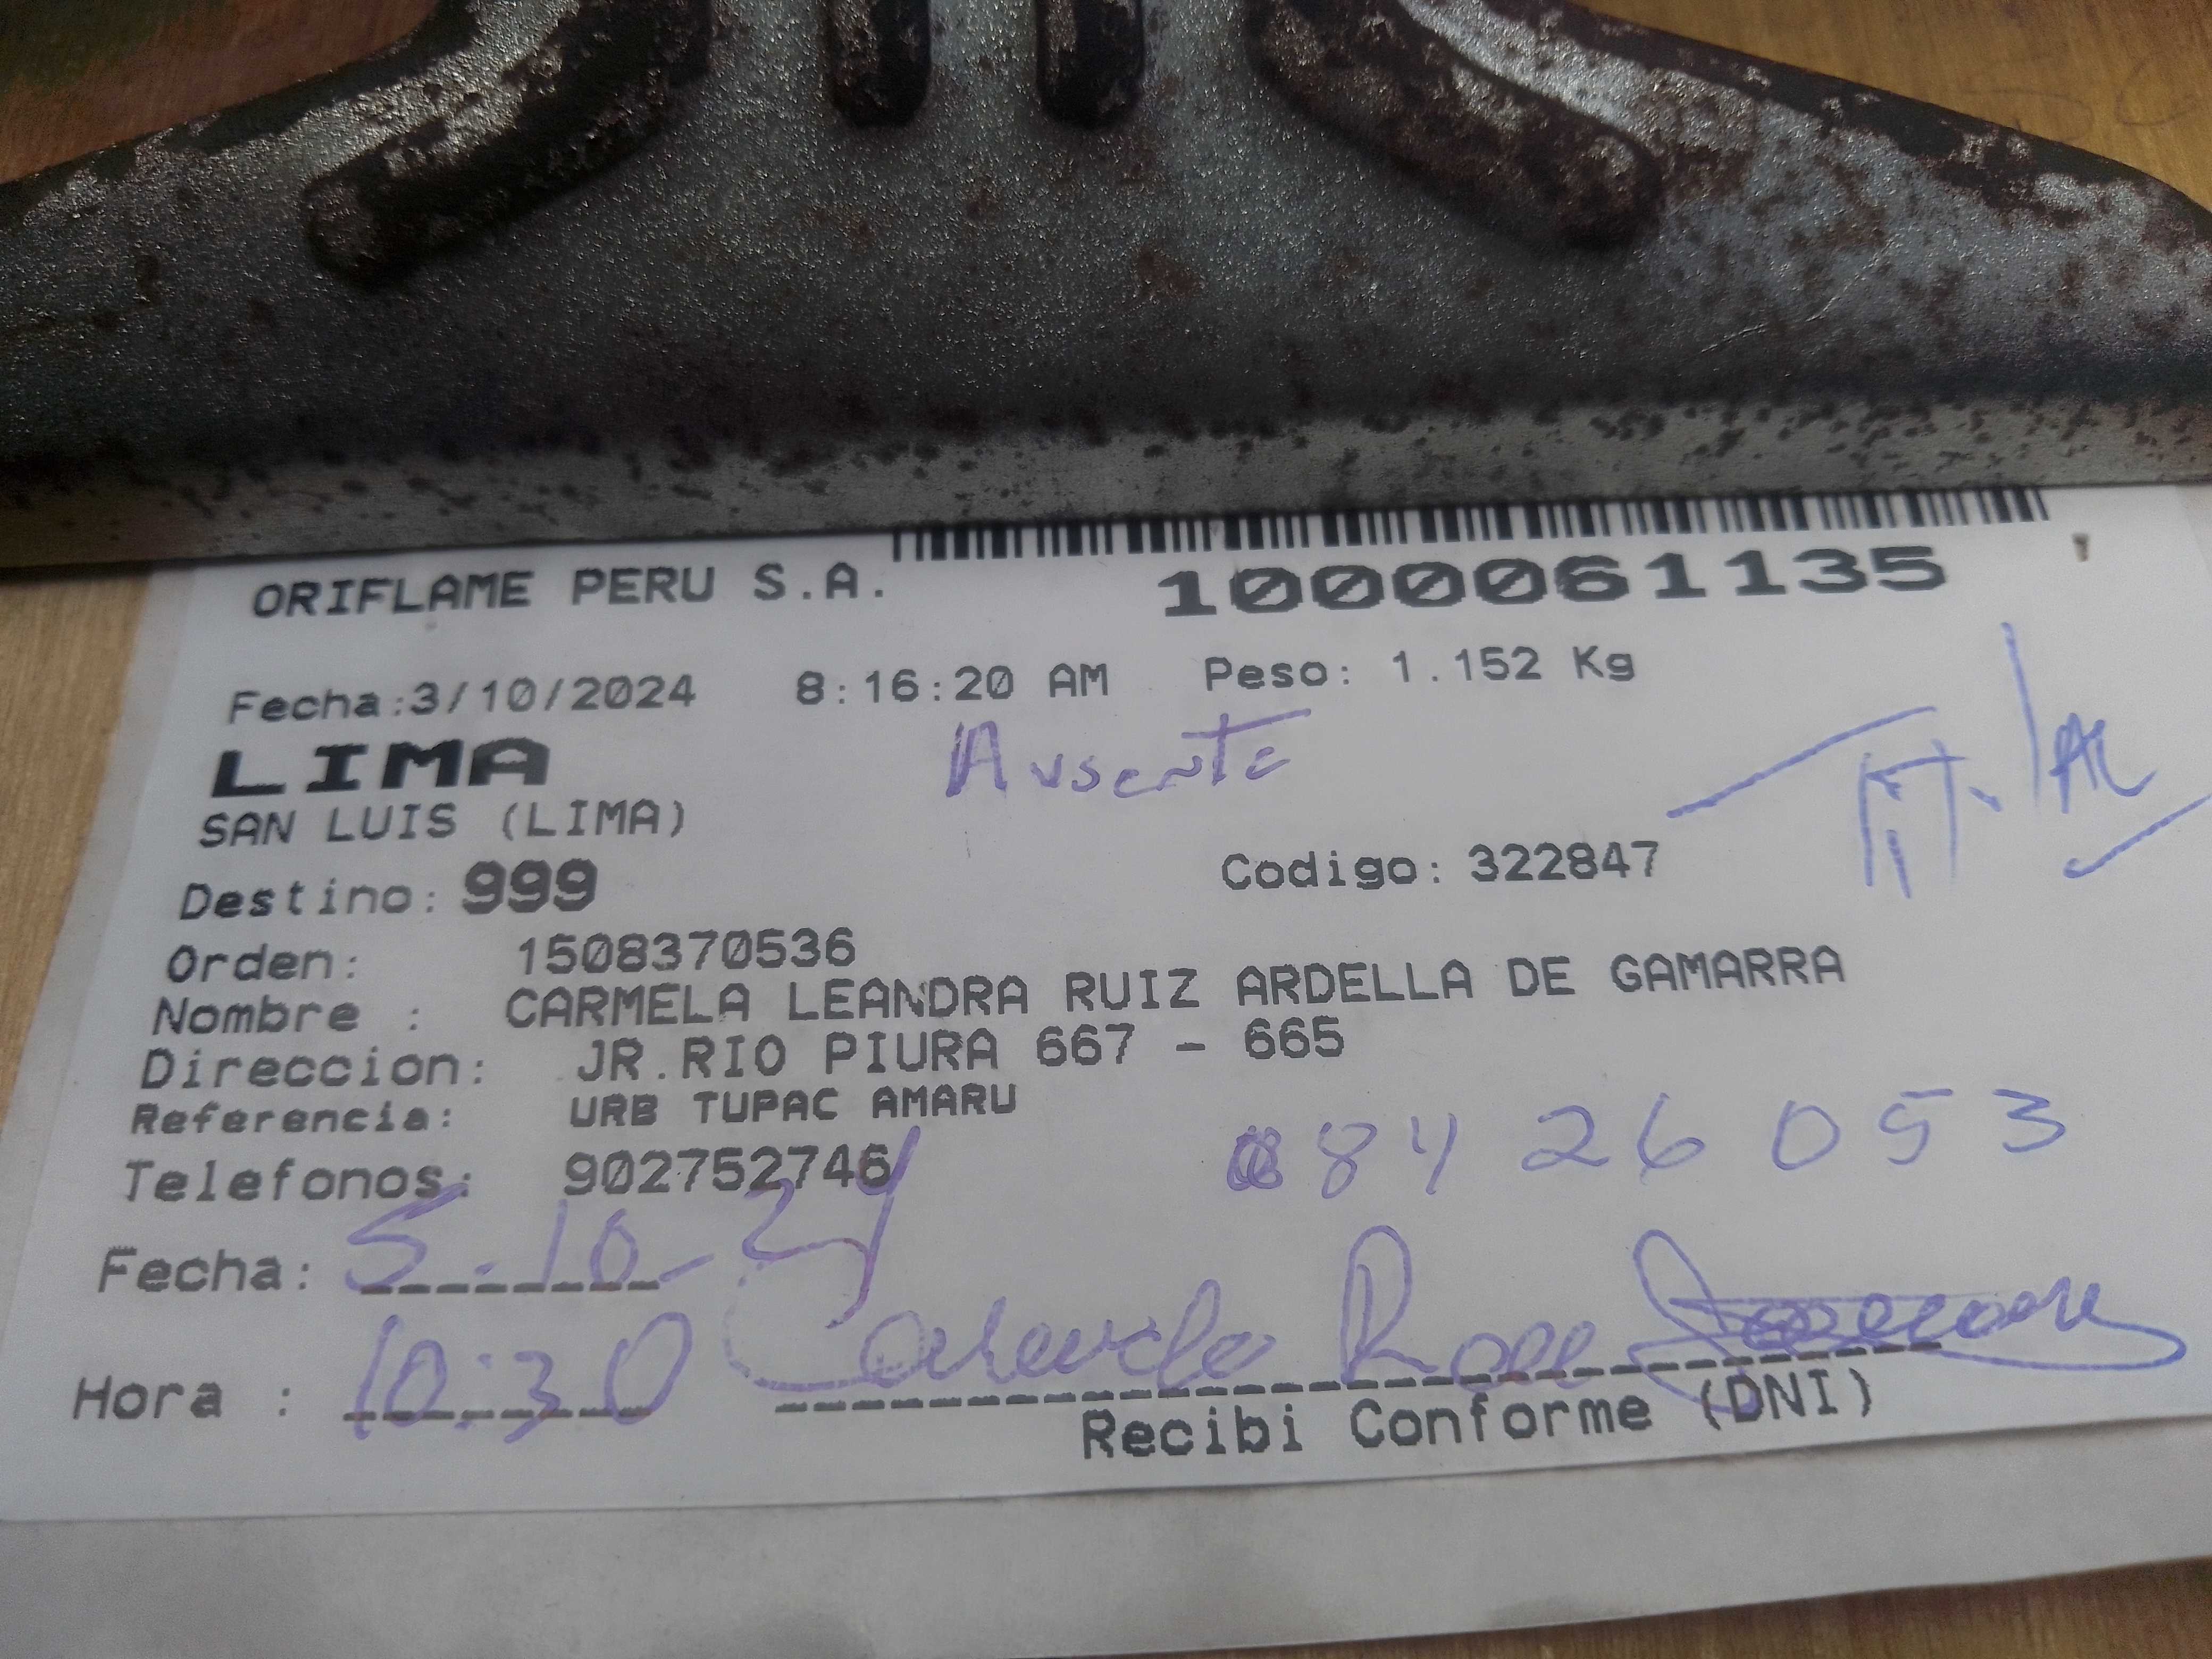 ORIFLAME PERU S.A. 1000061135
Fecha:3/10/2024 8:16:20 AM Peso: 1.152 Kg
LIMA Ausente
SAN LUIS (LIMA)
Destino: 999 Codigo: 322847
Orden: 1508370536
Nombre : CARMELA LEANDRA RUIZ ARDELLA DE GAMARRA
Direccion: JR.RIO PIURA 667 - 665
Referencia: URB TUPAC AMARU
Telefonos: 902752746 08426053
Fecha: 5-10-24
Hora : 10:30
Recibi Conforme (DNI)